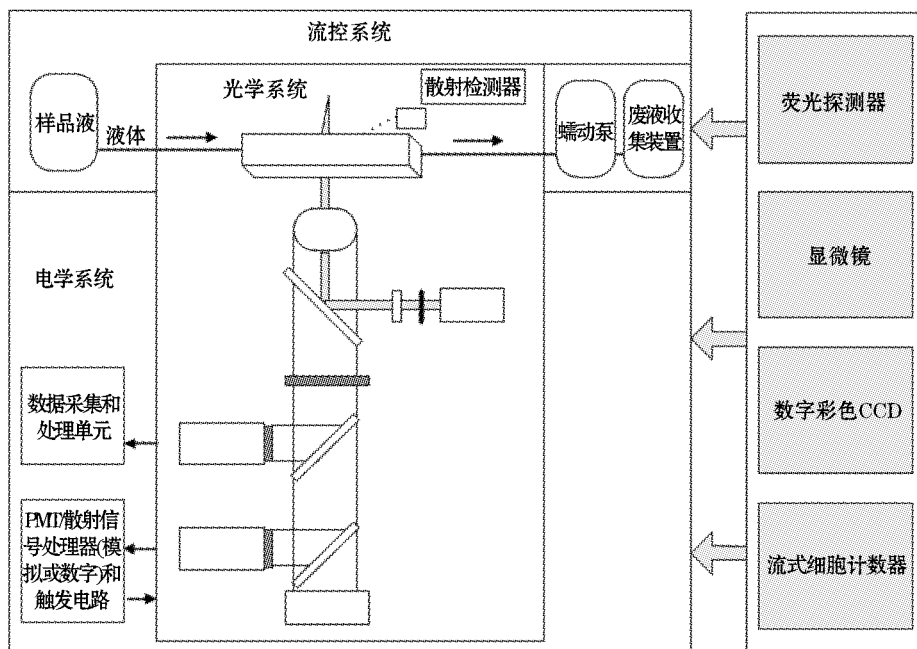 流控系统
样品液
液体
光学系统
散射检测器
蠕动泵
废液收
集装置
电学系统
数据采集和
处理单元
PMT/散射信
号处理器(模
拟或数字)和
触发电路
荧光探测器
显微镜
数字彩色CCD
流式细胞计数器